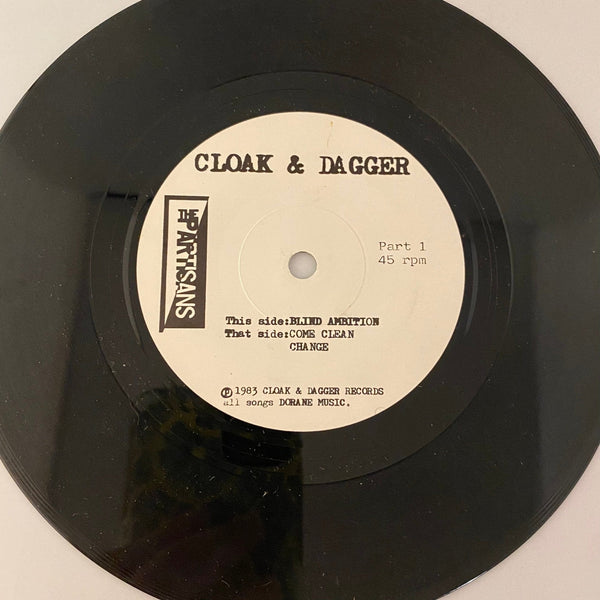 CLOAK & DAGGER
THE PARTISANS
Part 1
45 rpm
This side:BLIND AMBITION
That side:COME CLEAN
CHANGE
Ⓟ 1983 CLOAK & DAGGER RECORDS
all songs DORANE MUSIC.